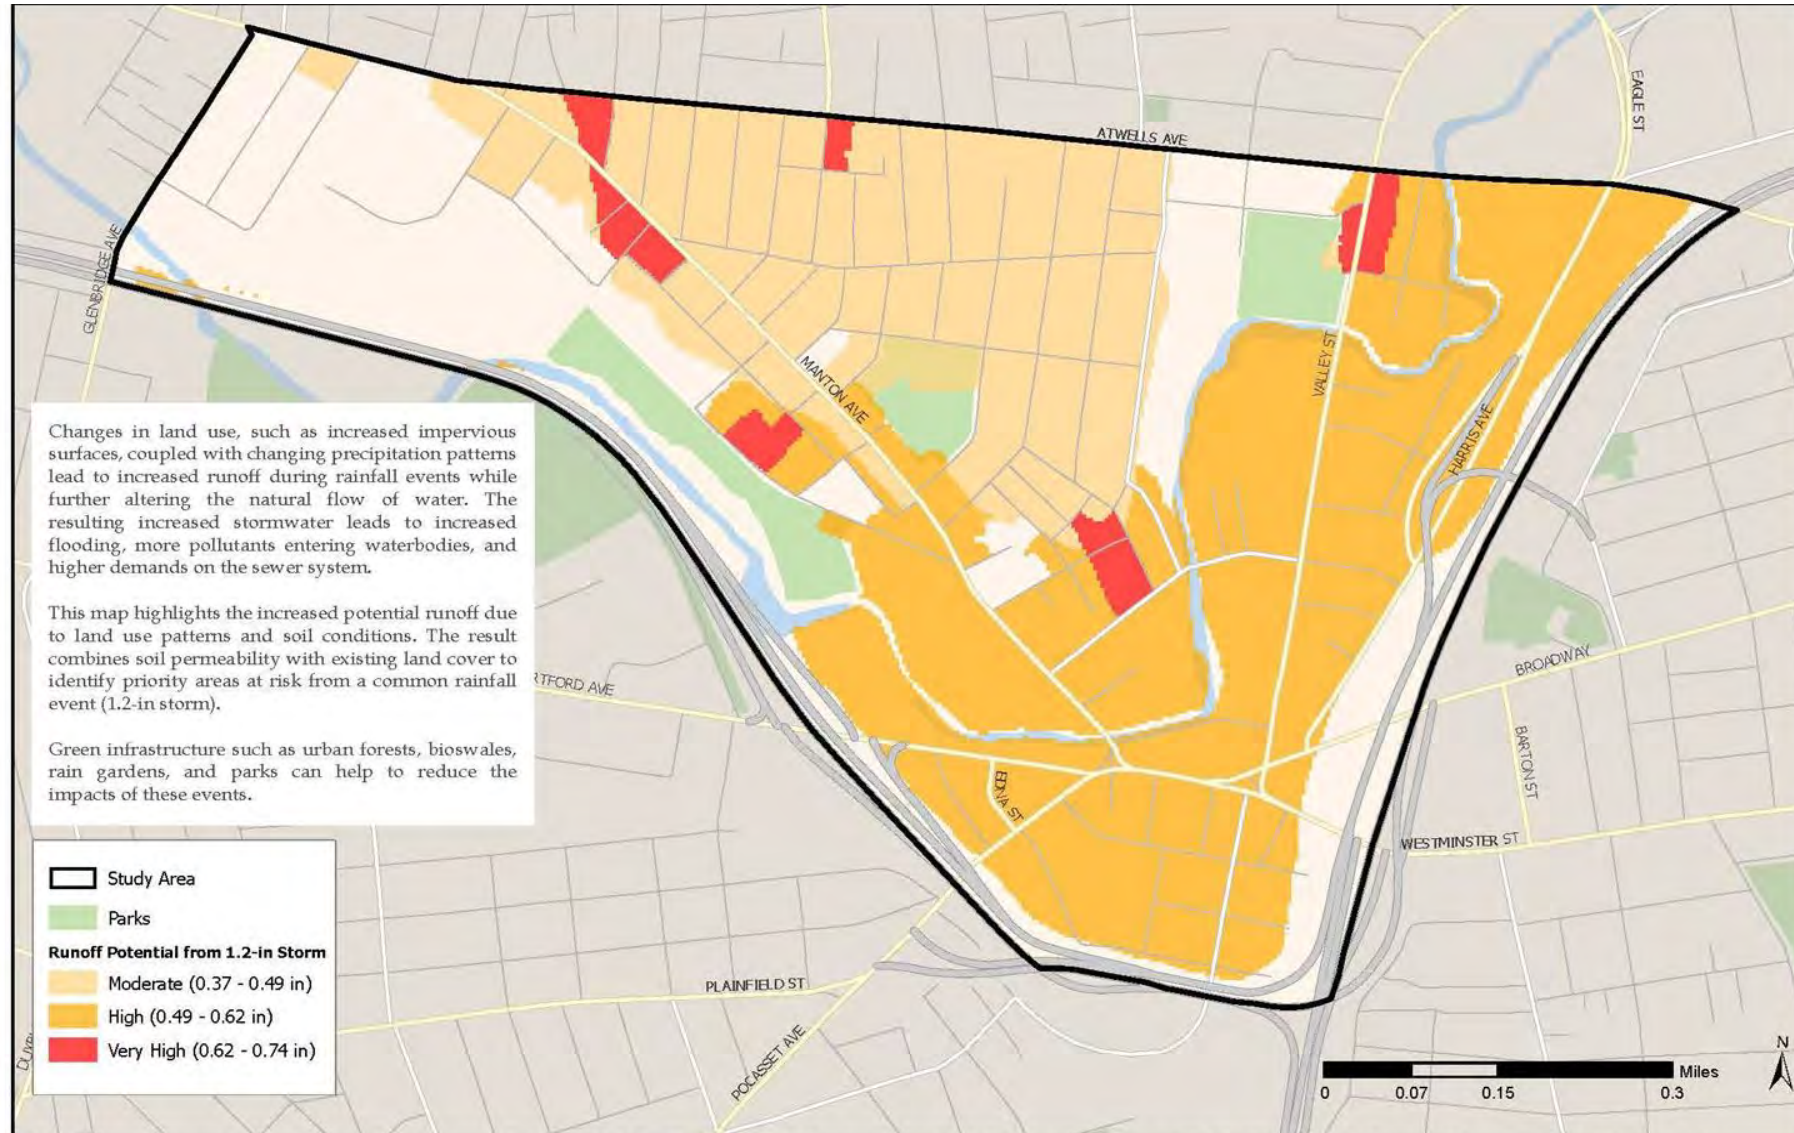 ATWELLS AVE
EAGLE ST
GLENBRIDGE AVE
VALLEY ST
MANTON AVE
HARRIS AVE
Changes in land use, such as increased impervious
surfaces, coupled with changing precipitation patterns
lead to increased runoff during rainfall events while
further altering the natural flow of water. The
resulting increased stormwater leads to increased
flooding, more pollutants entering waterbodies, and
higher demands on the sewer system.
This map highlights the increased potential runoff due
to land use patterns and soil conditions. The result
combines soil permeability with existing land cover to
identify priority areas at risk from a common rainfall
event (1.2-in storm).
Green infrastructure such as urban forests, bioswales,
rain gardens, and parks can help to reduce the
impacts of these events.
RTFORD AVE
BROADWAY
BARTON ST
EDNA ST
WESTMINSTER ST
PLAINFIELD ST
POCASSET AVE
Study Area
Parks
Runoff Potential from 1.2-in Storm
Moderate (0.37 - 0.49 in)
High (0.49 - 0.62 in)
Very High (0.62 - 0.74 in)
N
Miles
0 0.07 0.15 0.3